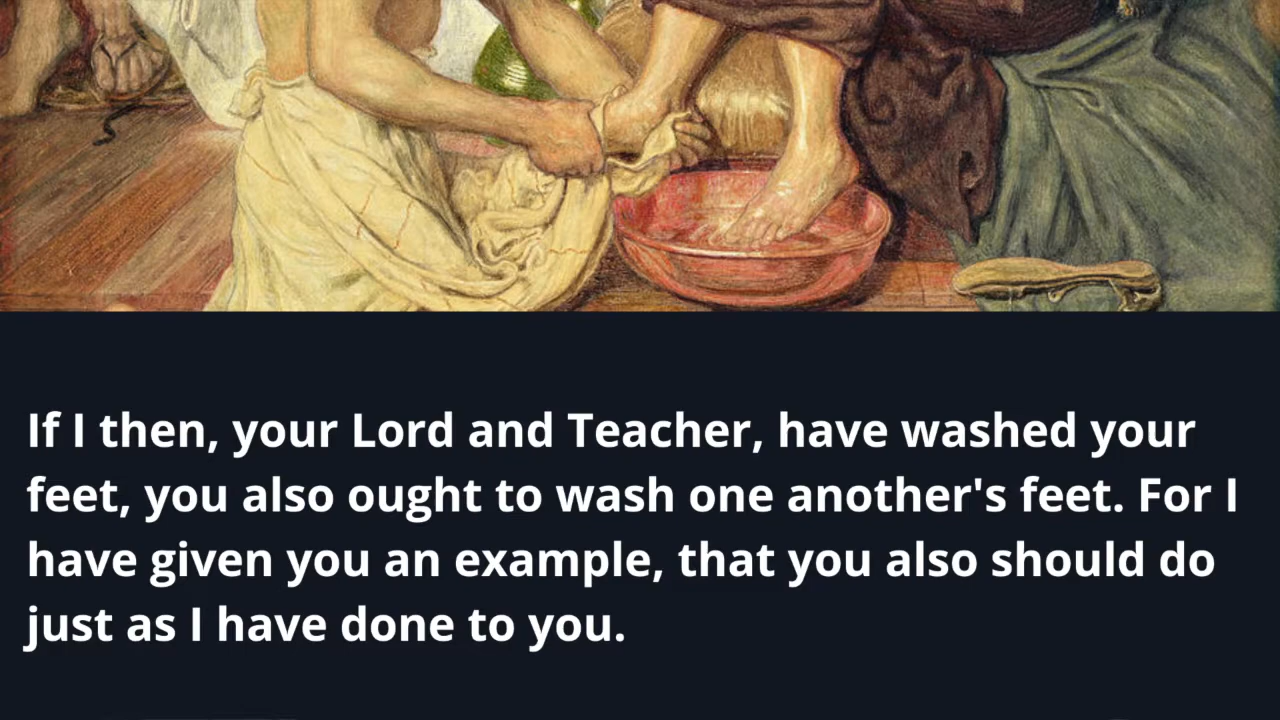 If I then, your Lord and Teacher, have washed your
feet, you also ought to wash one another's feet. For I
have given you an example, that you also should do
just as I have done to you.